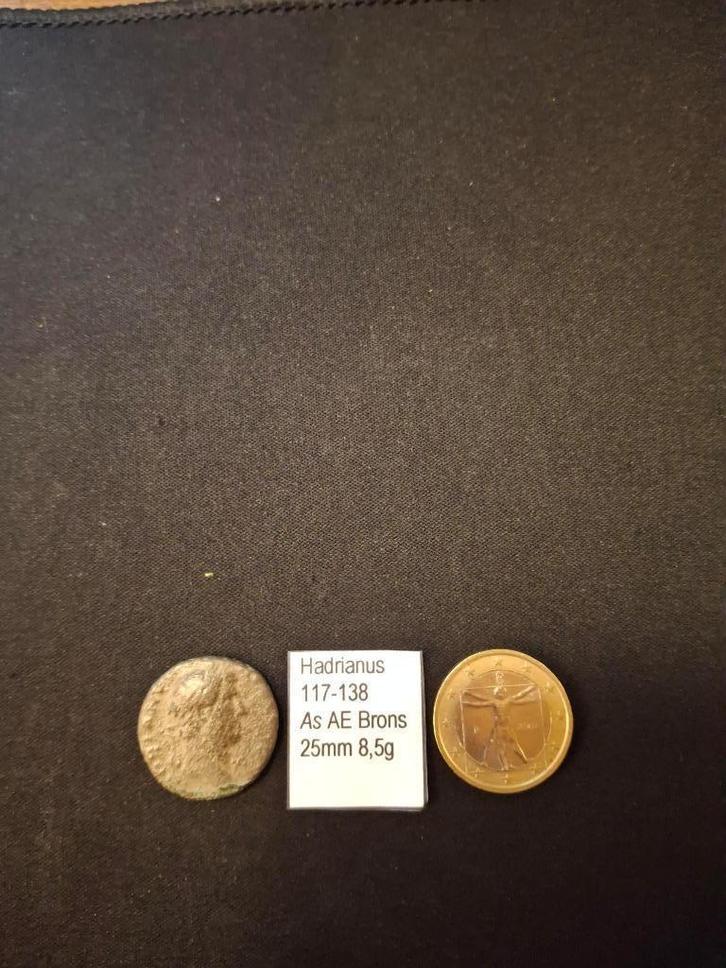 Hadrianus
117-138
As AE Brons
25mm 8,5g